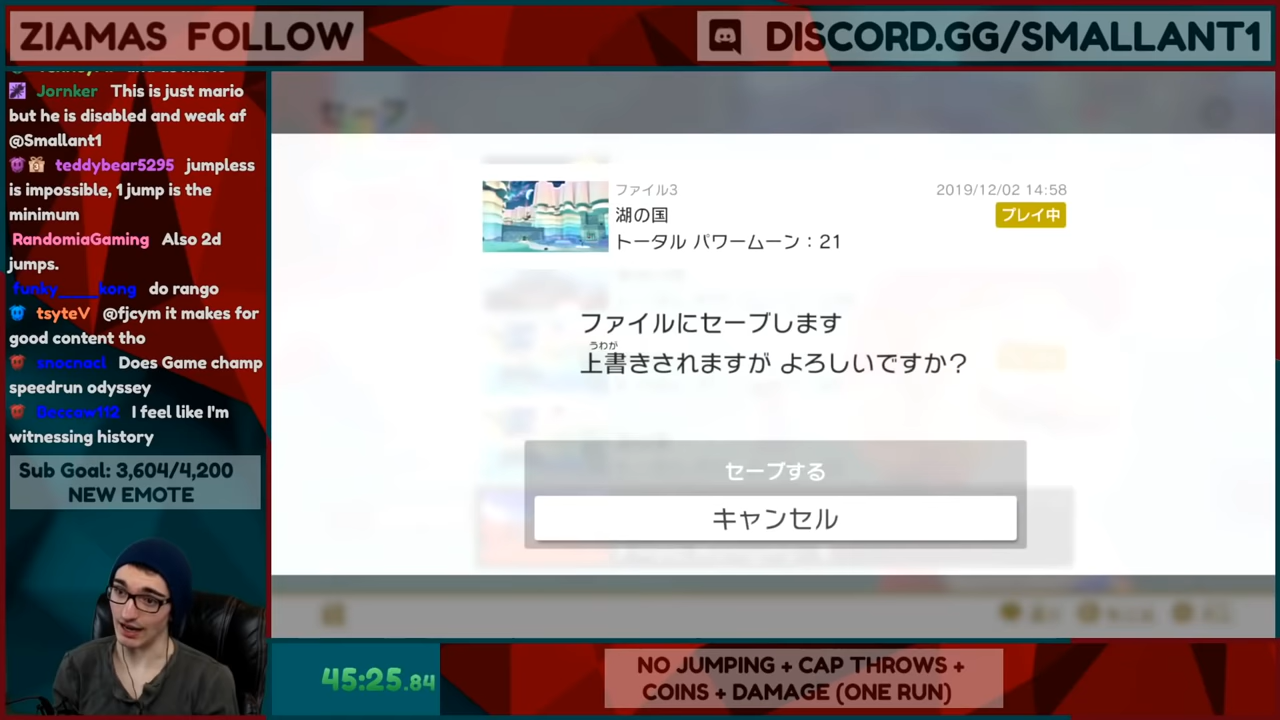 ZIAMAS FOLLOW
DISCORD.GG/SMALLANT1
Jornker This is just mario
but he is disabled and weak af
@Smallant1
teddybear5295 jumpless
is impossible, 1 jump is the
minimum
RandomiaGaming Also 2d
jumps.
funky_____kong do rango
tsyteV @fjcym it makes for
good content tho
snocnacl Does Game champ
speedrun odyssey
Beccow112 I feel like I'm
witnessing history
Sub Goal: 3,604/4,200
NEW EMOTE
セーブ
ファイル3
2019/12/02 14:58
湖の国
プレイ中
トータル パワームーン：21
ファイルにセーブします
うわが
上書きされますが よろしいですか？
セーブする
キャンセル
45:25.84
NO JUMPING + CAP THROWS +
COINS + DAMAGE (ONE RUN)